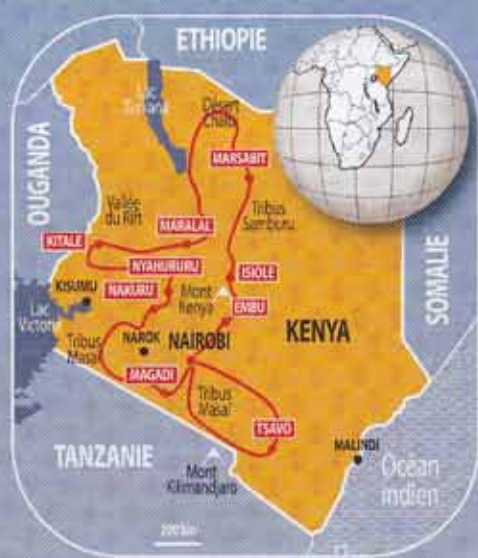 ETHIOPIE
Lac
Turkana
Désert
Chalbi
OUGANDA
MARSABIT
Vallée
du Rift
Tribus
Samburu
SOMALIE
KITALE
MARALAL
NYAHURURU
ISIOLE
KISUMU
NAKURU
Mont
Kenya
EMBU
Lac
Victoria
NAROK
NAIROBI
KENYA
Tribus
Masaï
MAGADI
Tribus
Masaï
TSAVO
TANZANIE
Mont
Kilimandjaro
MALINDI
Océan
indien
200 km